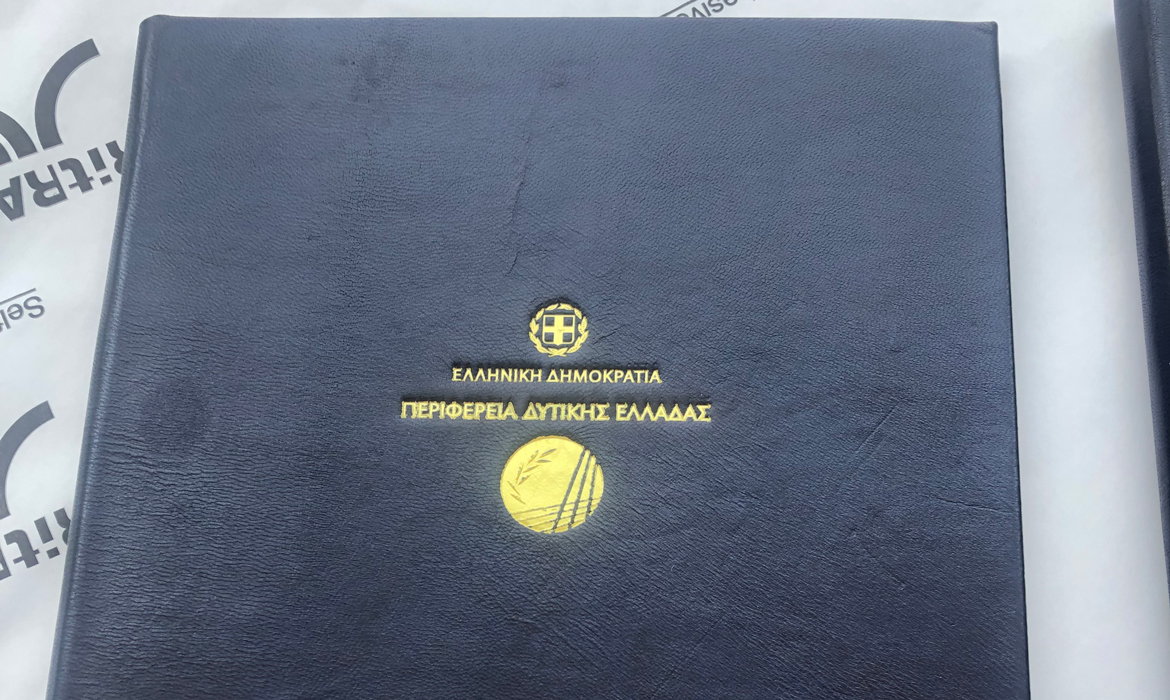 ΕΛΛΗΝΙΚΗ ΔΗΜΟΚΡΑΤΙΑ
ΠΕΡΙΦΕΡΕΙΑ ΔΥΤΙΚΗΣ ΕΛΛΑΔΑΣ